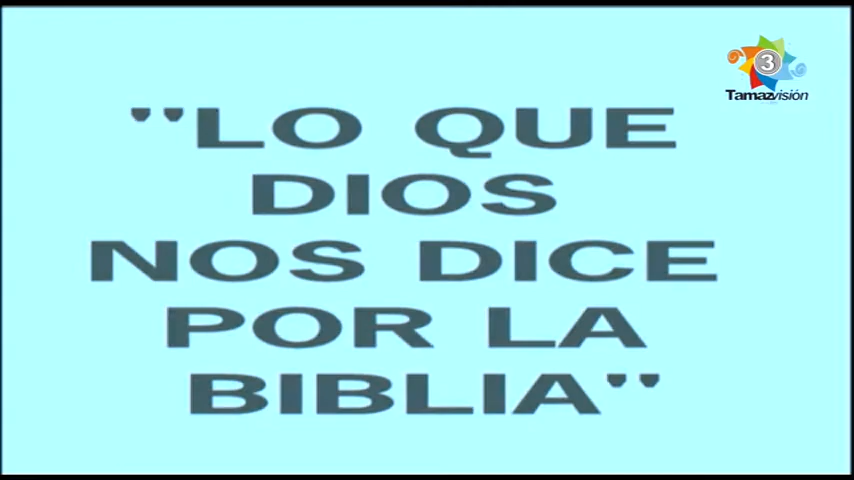 3
Tamazvisión
"LO QUE
DIOS
NOS DICE
POR LA
BIBLIA"